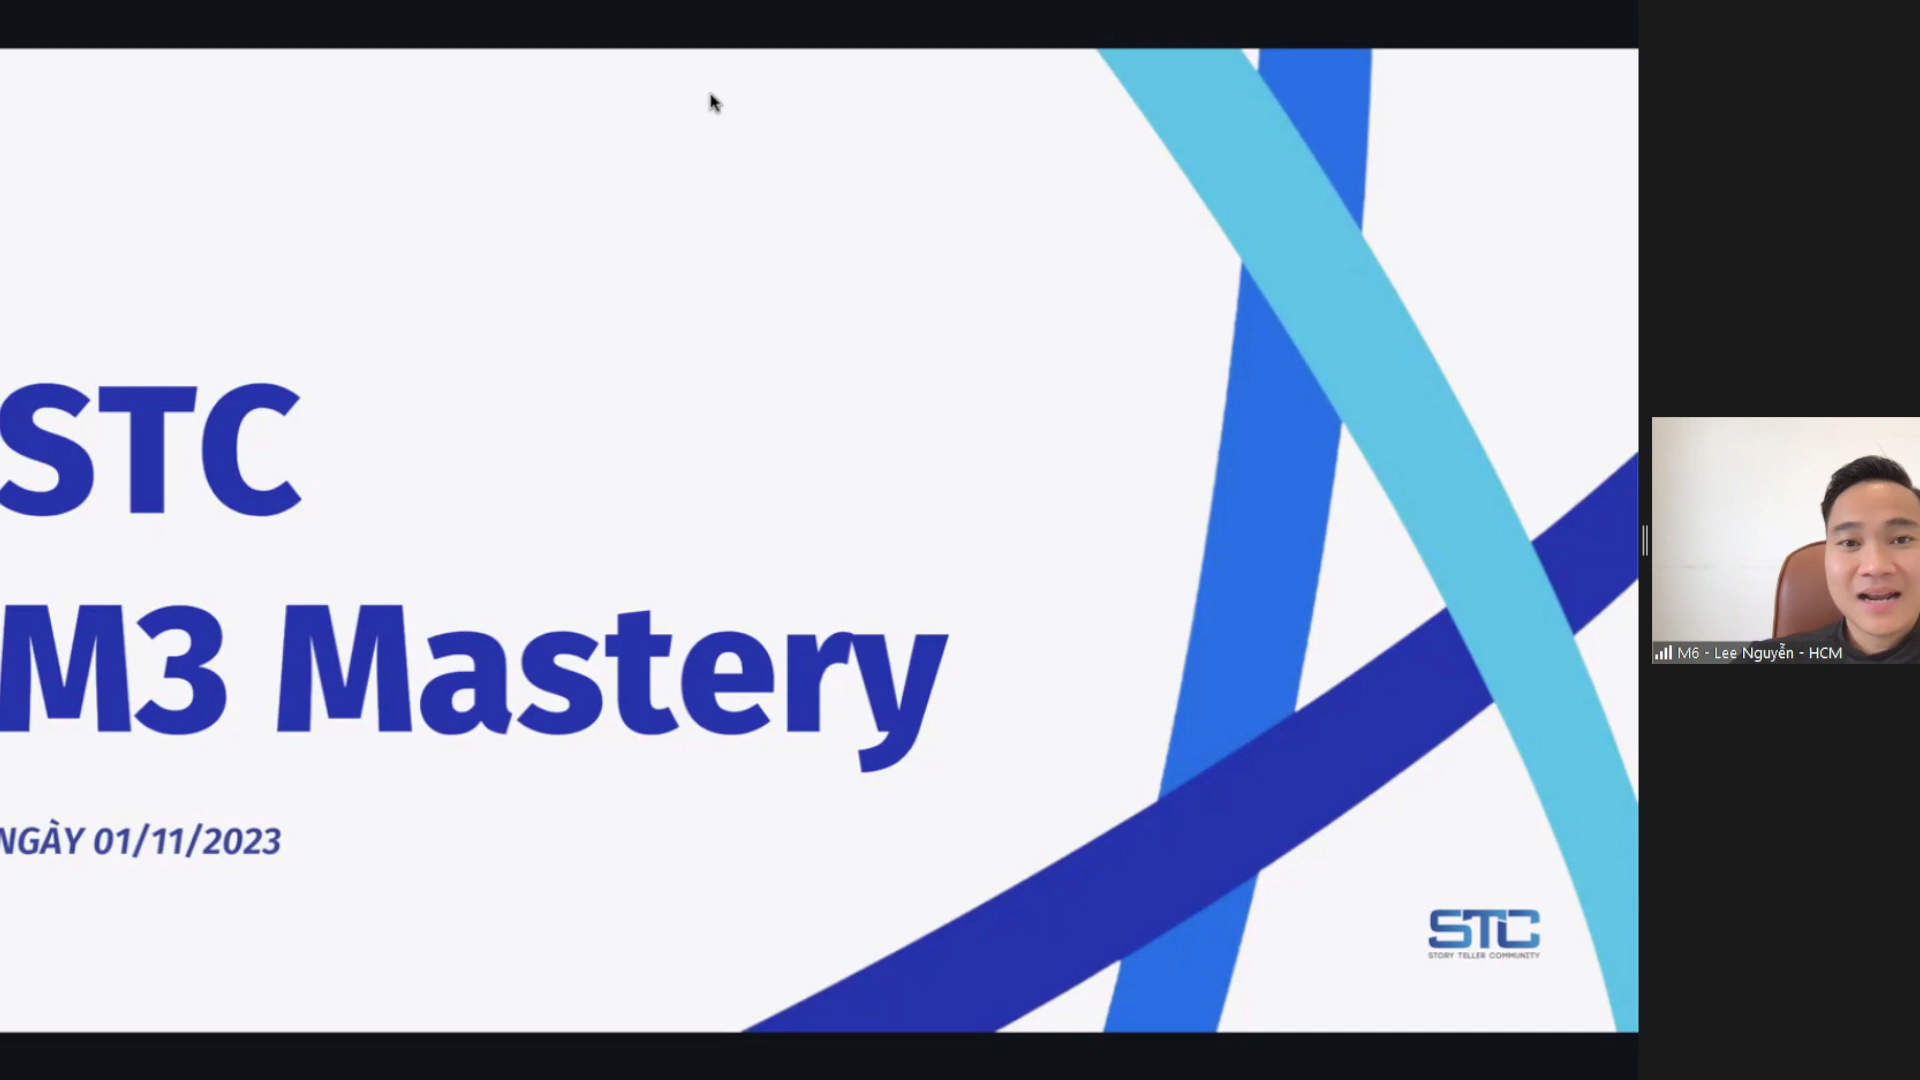 STC
M3 Mastery
NGÀY 01/11/2023
STC
STORY TELLER COMMUNITY
M6 - Lee Nguyễn - HCM